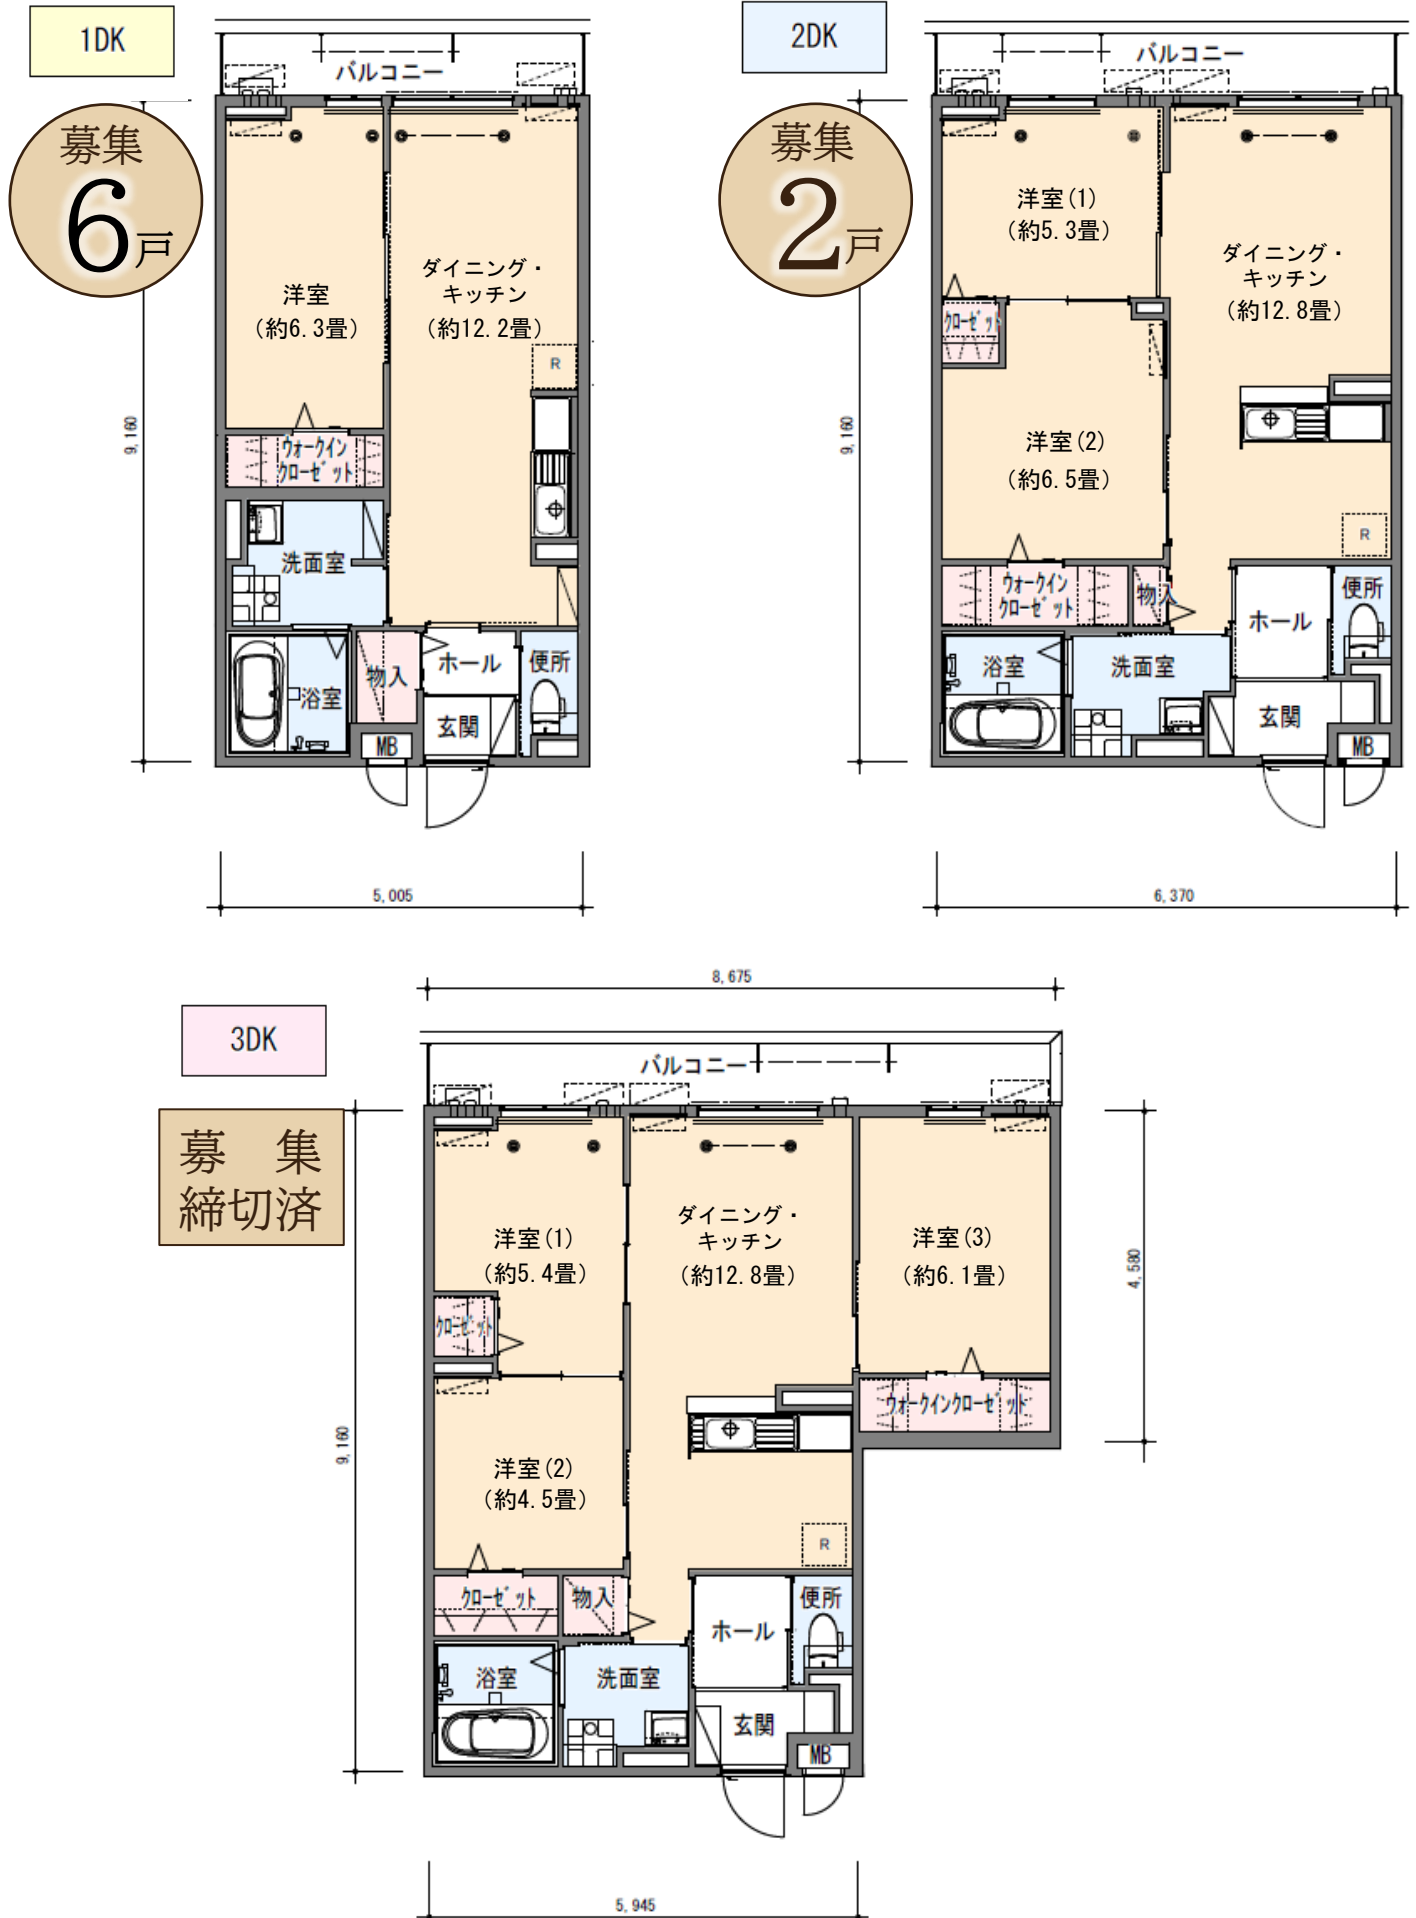 1DK
募集
6戸
バルコニー
洋室
(約6.3畳)
ダイニング・
キッチン
(約12.2畳)
R
ウォークイン
クローゼット
洗面室
浴室
物入
ホール
便所
玄関
MB
9,160
5,005
2DK
募集
2戸
バルコニー
洋室(1)
(約5.3畳)
ダイニング・
キッチン
(約12.8畳)
クローゼット
洋室(2)
(約6.5畳)
R
ウォークイン
クローゼット
物入
ホール
便所
浴室
洗面室
玄関
MB
9,160
6,370
8,675
3DK
募 集
締切済
バルコニー
洋室(1)
(約5.4畳)
ダイニング・
キッチン
(約12.8畳)
洋室(3)
(約6.1畳)
クローゼット
ウォークインクローゼット
洋室(2)
(約4.5畳)
R
クローゼット
物入
ホール
便所
浴室
洗面室
玄関
MB
9,160
4,580
5,945